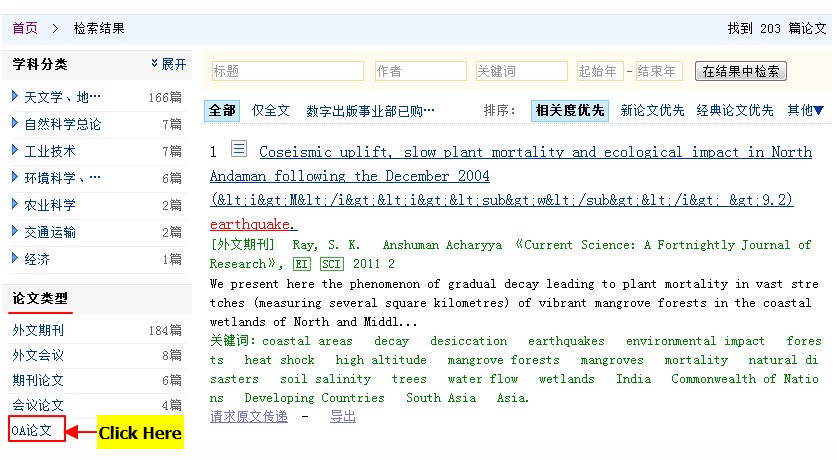 首页 > 检索结果
找到 203 篇论文
学科分类 展开
天文学、地… 166篇
自然科学总论 7篇
工业技术 7篇
环境科学、… 6篇
农业科学 2篇
交通运输 2篇
经济 1篇
论文类型
外文期刊 184篇
外文会议 8篇
期刊论文 6篇
会议论文 4篇
OA论文 Click Here
标题 作者 关键词 起始年 - 结束年 在结果中检索
全部 仅全文 数字出版事业部已购… 排序: 相关度优先 新论文优先 经典论文优先 其他▼
1 Coseismic uplift, slow plant mortality and ecological impact in North
Andaman following the December 2004
(&lt;i&gt;M&lt;/i&gt;&lt;i&gt;&lt;sub&gt;w&lt;/sub&gt;&lt;/i&gt; &gt;9.2)
earthquake.
[外文期刊] Ray, S. K. Anshuman Acharyya 《Current Science: A Fortnightly Journal of
Research》, EI SCI 2011 2
We present here the phenomenon of gradual decay leading to plant mortality in vast stre
tches (measuring several square kilometres) of vibrant mangrove forests in the coastal
wetlands of North and Middl...
关键词：coastal areas decay desiccation earthquakes environmental impact fores
ts heat shock high altitude mangrove forests mangroves mortality natural di
sasters soil salinity trees water flow wetlands India Commonwealth of Natio
ns Developing Countries South Asia Asia.
请求原文传递 - 导出